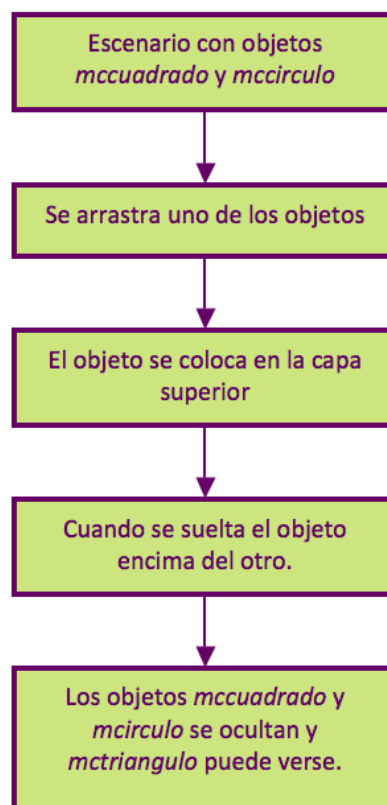 Escenario con objetos
mccuadrado y mccirculo
Se arrastra uno de los objetos
El objeto se coloca en la capa
superior
Cuando se suelta el objeto
encima del otro.
Los objetos mccuadrado y
mcirculo se ocultan y
mctriangulo puede verse.